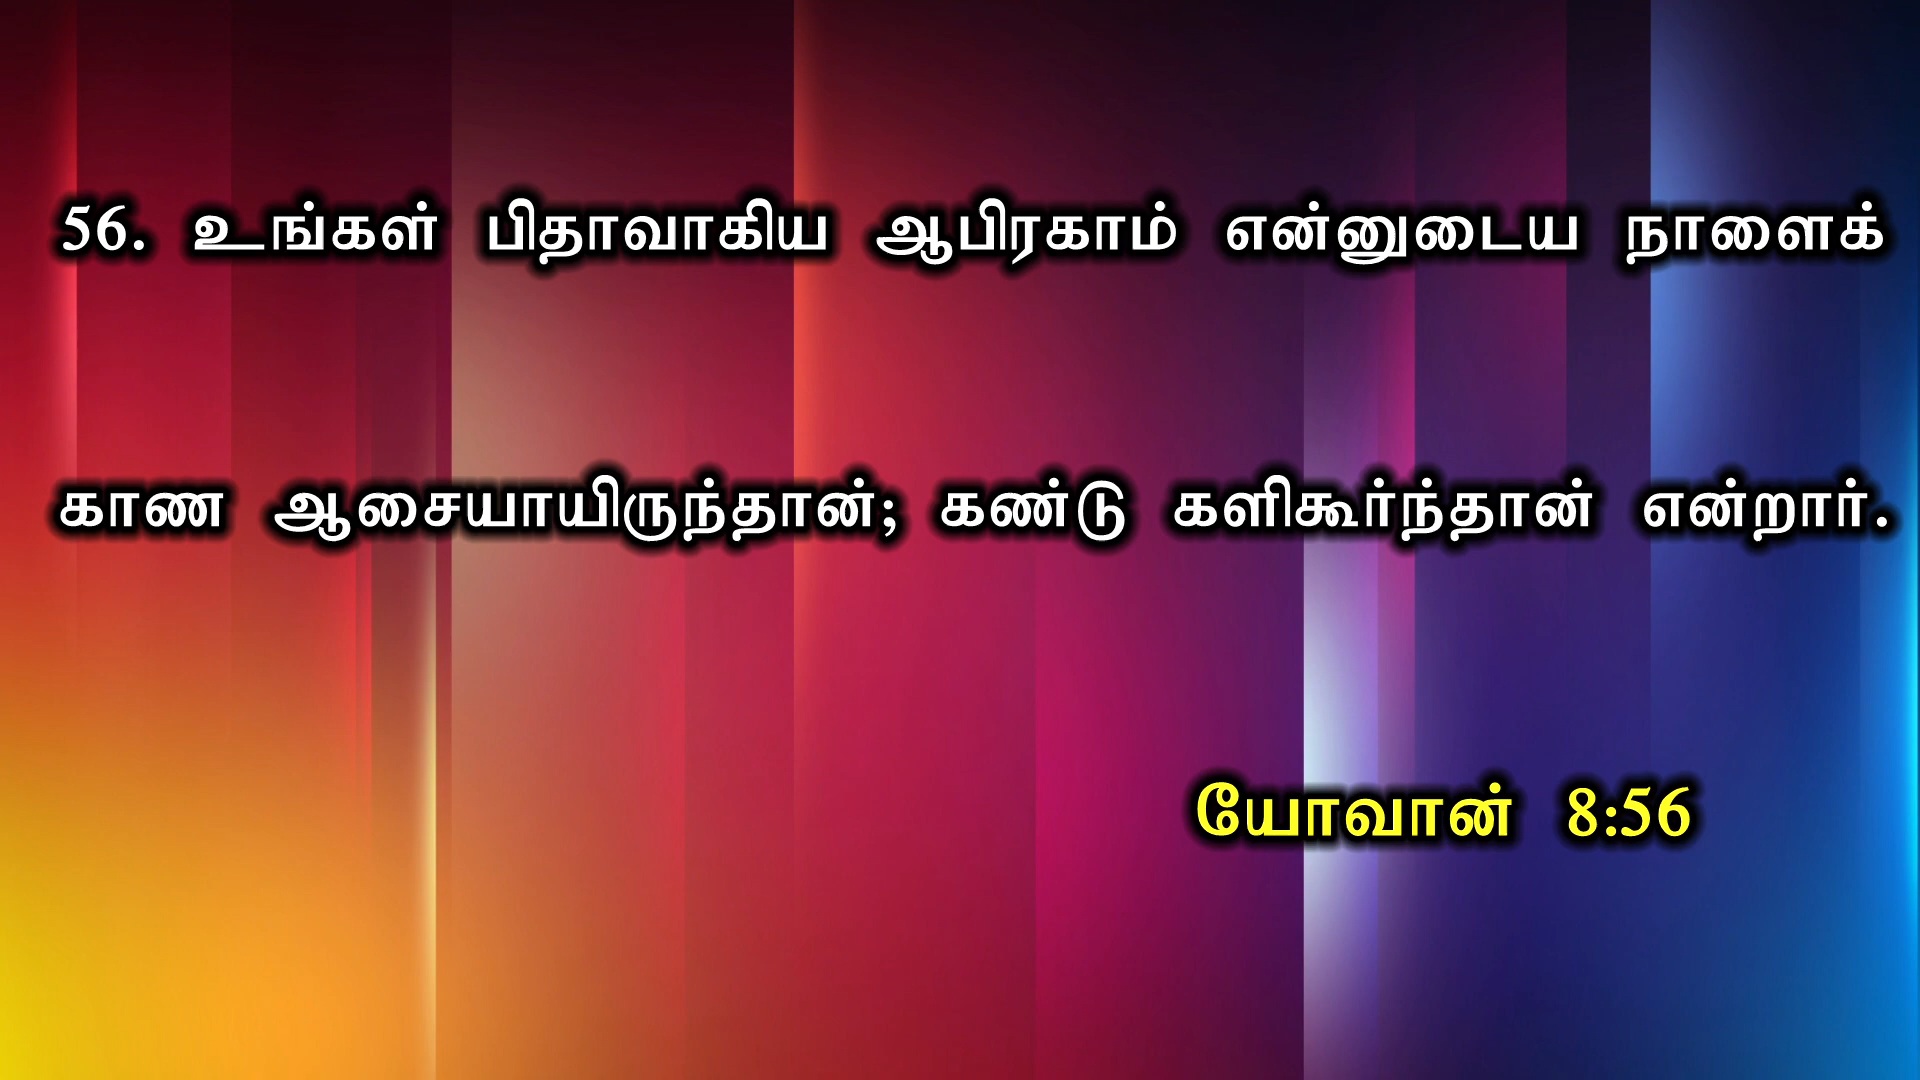 56. உங்கள் பிதாவாகிய ஆபிரகாம் என்னுடைய நாளைக்
காண ஆசையாயிருந்தான்; கண்டு களிகூர்ந்தான் என்றார்.
யோவான் 8:56